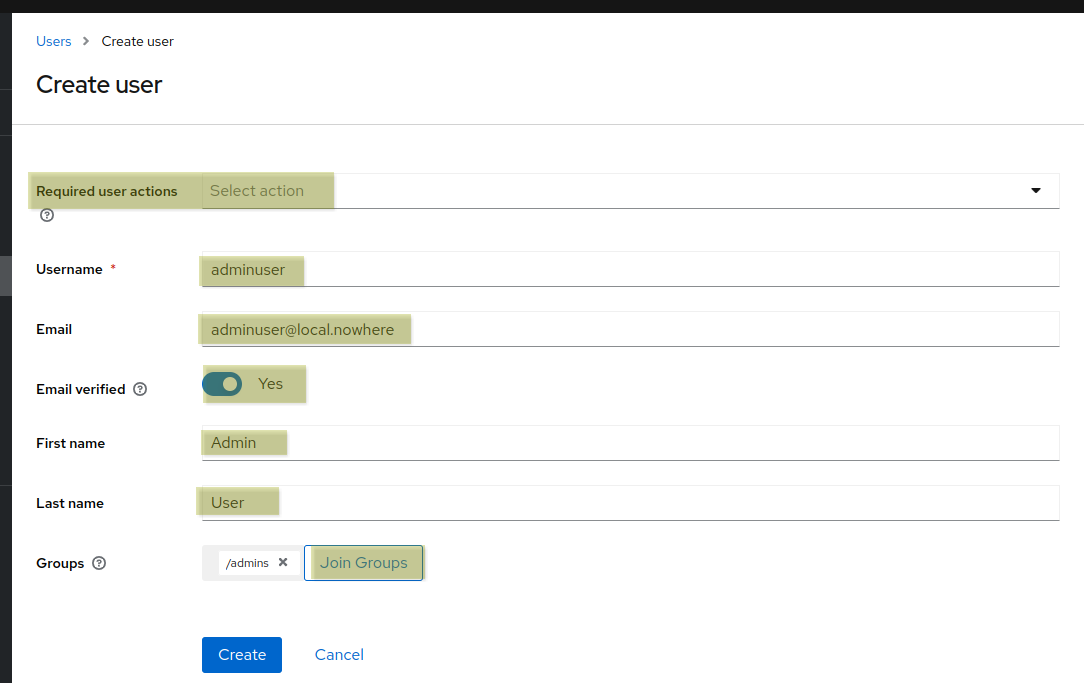 Users > Create user
Create user
Required user actions Select action
Username * adminuser
Email adminuser@local.nowhere
Email verified Yes
First name Admin
Last name User
Groups /admins Join Groups
Create Cancel